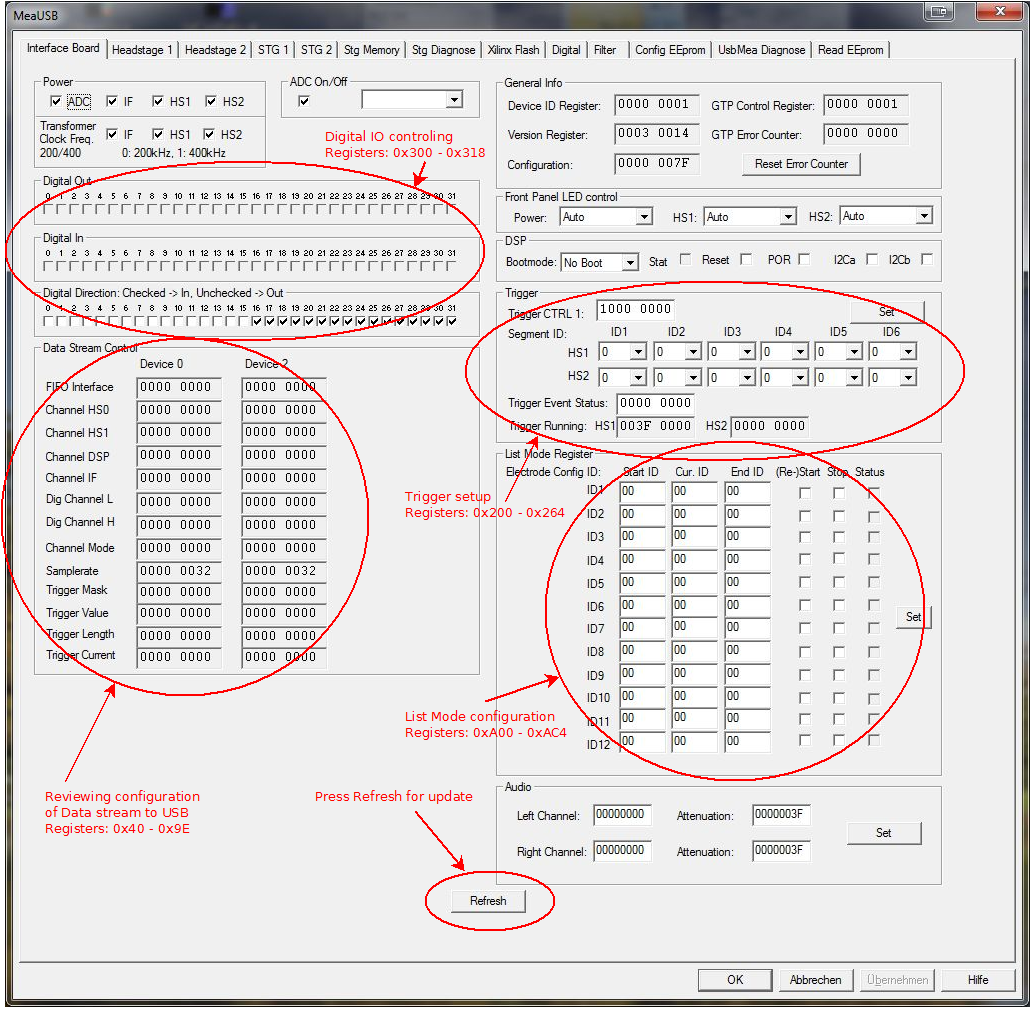 MeaUSB
Interface Board Headstage 1 Headstage 2 STG 1 STG 2 Stg Memory Stg Diagnose Xilinx Flash Digital Filter Config EEprom UsbMea Diagnose Read EEprom
Power
ADC IF HS1 HS2
Transformer
Clock Freq. IF HS1 HS2
200/400 0: 200kHz, 1: 400kHz
ADC On/Off
Digital IO controling
Registers: 0x300 - 0x318
Digital Out
0 1 2 3 4 5 6 7 8 9 10 11 12 13 14 15 16 17 18 19 20 21 22 23 24 25 26 27 28 29 30 31
Digital In
0 1 2 3 4 5 6 7 8 9 10 11 12 13 14 15 16 17 18 19 20 21 22 23 24 25 26 27 28 29 30 31
Digital Direction: Checked -> In, Unchecked -> Out
0 1 2 3 4 5 6 7 8 9 10 11 12 13 14 15 16 17 18 19 20 21 22 23 24 25 26 27 28 29 30 31
Data Stream Control
Device 0 Device 2
FIFO Interface 0000 0000 0000 0000
Channel HS0 0000 0000 0000 0000
Channel HS1 0000 0000 0000 0000
Channel DSP 0000 0000 0000 0000
Channel IF 0000 0000 0000 0000
Dig Channel L 0000 0000 0000 0000
Dig Channel H 0000 0000 0000 0000
Channel Mode 0000 0000 0000 0000
Samplerate 0000 0032 0000 0032
Trigger Mask 0000 0000 0000 0000
Trigger Value 0000 0000 0000 0000
Trigger Length 0000 0000 0000 0000
Trigger Current 0000 0000 0000 0000
Reviewing configuration
of Data stream to USB
Registers: 0x40 - 0x9E
Press Refresh for update
Refresh
General Info
Device ID Register: 0000 0001 GTP Control Register: 0000 0001
Version Register: 0003 0014 GTP Error Counter: 0000 0000
Configuration: 0000 007F Reset Error Counter
Front Panel LED control
Power: Auto HS1: Auto HS2: Auto
DSP
Bootmode: No Boot Stat Reset POR I2Ca I2Cb
Trigger
Trigger CTRL 1: 1000 0000 Set
Segment ID: ID1 ID2 ID3 ID4 ID5 ID6
HS1 0 0 0 0 0 0
HS2 0 0 0 0 0 0
Trigger Event Status: 0000 0000
Trigger Running: HS1 003F 0000 HS2 0000 0000
Trigger setup
Registers: 0x200 - 0x264
List Mode Register
Electrode Config ID: Start ID Cur. ID End ID (Re-)Start Stop Status
ID1 00 00 00
ID2 00 00 00
ID3 00 00 00
ID4 00 00 00
ID5 00 00 00
ID6 00 00 00
Set
ID7 00 00 00
ID8 00 00 00
ID9 00 00 00
ID10 00 00 00
ID11 00 00 00
ID12 00 00 00
List Mode configuration
Registers: 0xA00 - 0xAC4
Audio
Left Channel: 00000000 Attenuation: 0000003F
Set
Right Channel: 00000000 Attenuation: 0000003F
OK Abbrechen Übernehmen Hilfe